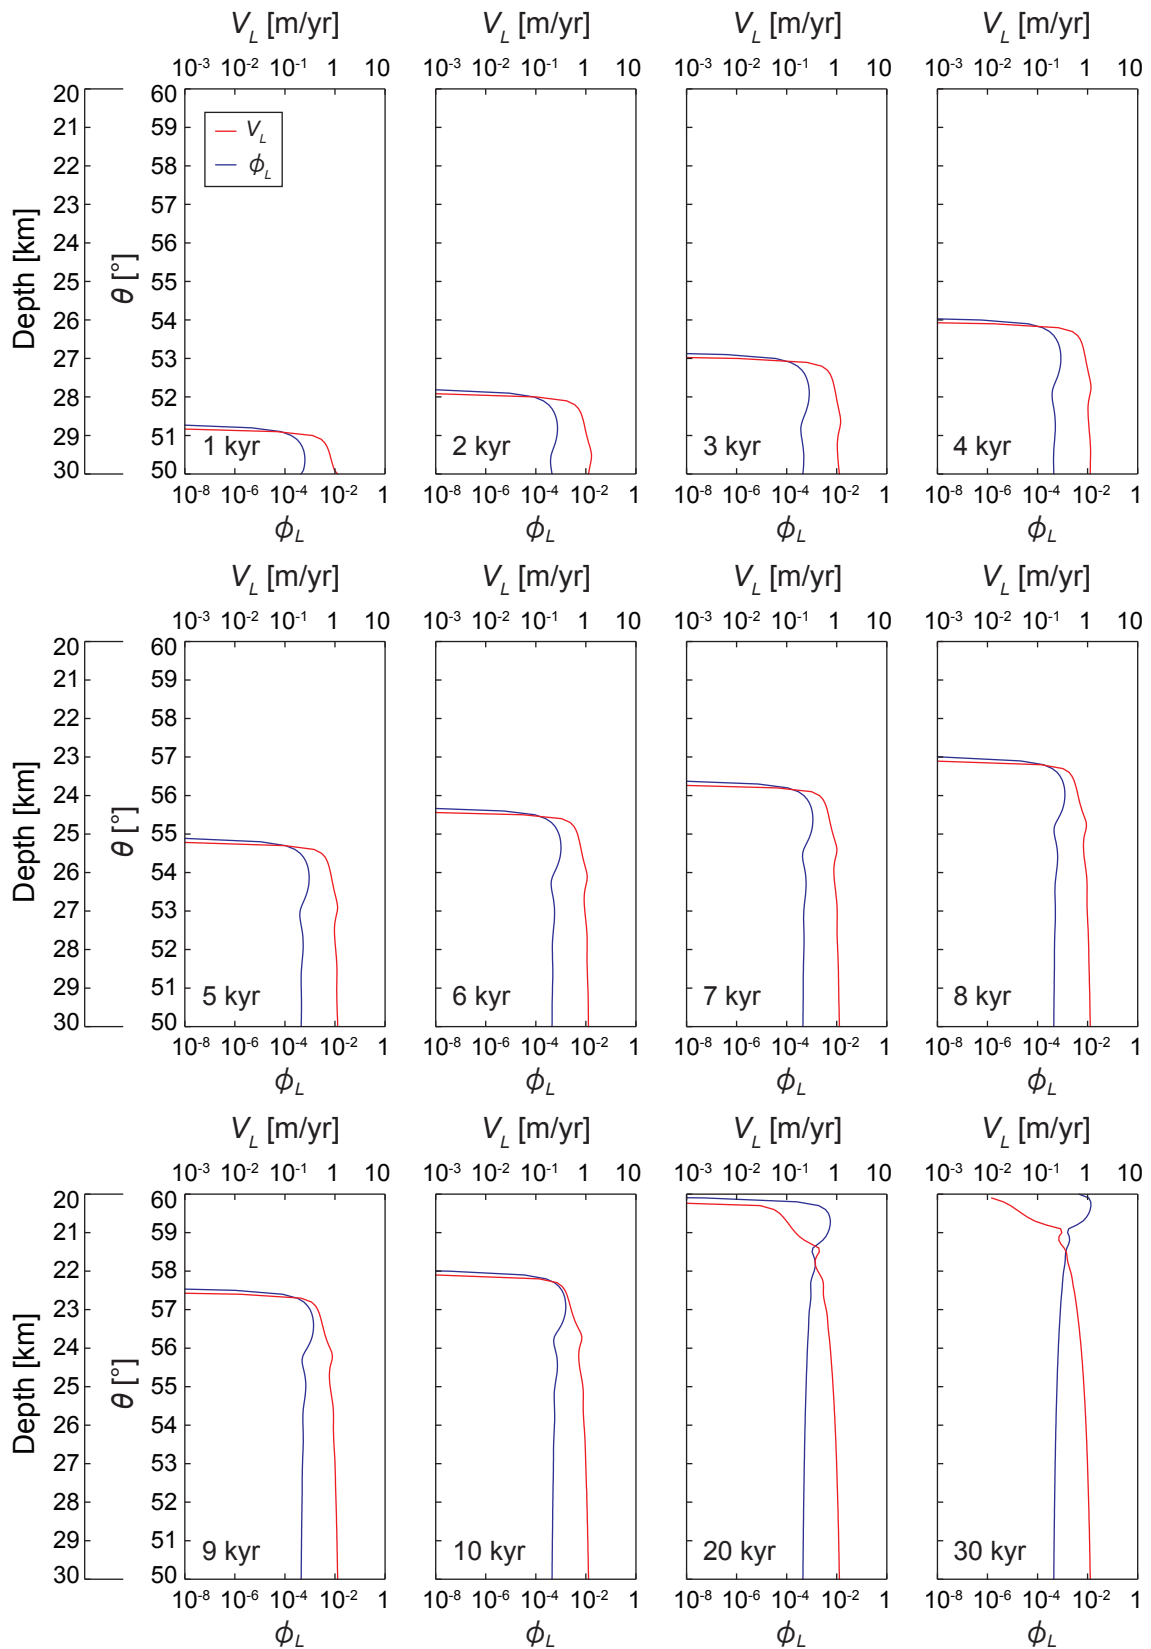 V_L [m/yr] V_L [m/yr] V_L [m/yr] V_L [m/yr]
10⁻³ 10⁻² 10⁻¹ 1 10 10⁻³ 10⁻² 10⁻¹ 1 10 10⁻³ 10⁻² 10⁻¹ 1 10 10⁻³ 10⁻² 10⁻¹ 1 10
20 60
21 59
22 58
23 57
24 56
25 55
26 54
27 53
28 52
29 51
30 50
Depth [km]
θ [°]
V_L
ϕ_L
1 kyr 2 kyr 3 kyr 4 kyr
10⁻⁸ 10⁻⁶ 10⁻⁴ 10⁻² 1 10⁻⁸ 10⁻⁶ 10⁻⁴ 10⁻² 1 10⁻⁸ 10⁻⁶ 10⁻⁴ 10⁻² 1 10⁻⁸ 10⁻⁶ 10⁻⁴ 10⁻² 1
ϕ_L ϕ_L ϕ_L ϕ_L
V_L [m/yr] V_L [m/yr] V_L [m/yr] V_L [m/yr]
10⁻³ 10⁻² 10⁻¹ 1 10 10⁻³ 10⁻² 10⁻¹ 1 10 10⁻³ 10⁻² 10⁻¹ 1 10 10⁻³ 10⁻² 10⁻¹ 1 10
20 60
21 59
22 58
23 57
24 56
25 55
26 54
27 53
28 52
29 51
30 50
Depth [km]
θ [°]
5 kyr 6 kyr 7 kyr 8 kyr
10⁻⁸ 10⁻⁶ 10⁻⁴ 10⁻² 1 10⁻⁸ 10⁻⁶ 10⁻⁴ 10⁻² 1 10⁻⁸ 10⁻⁶ 10⁻⁴ 10⁻² 1 10⁻⁸ 10⁻⁶ 10⁻⁴ 10⁻² 1
ϕ_L ϕ_L ϕ_L ϕ_L
V_L [m/yr] V_L [m/yr] V_L [m/yr] V_L [m/yr]
10⁻³ 10⁻² 10⁻¹ 1 10 10⁻³ 10⁻² 10⁻¹ 1 10 10⁻³ 10⁻² 10⁻¹ 1 10 10⁻³ 10⁻² 10⁻¹ 1 10
20 60
21 59
22 58
23 57
24 56
25 55
26 54
27 53
28 52
29 51
30 50
Depth [km]
θ [°]
9 kyr 10 kyr 20 kyr 30 kyr
10⁻⁸ 10⁻⁶ 10⁻⁴ 10⁻² 1 10⁻⁸ 10⁻⁶ 10⁻⁴ 10⁻² 1 10⁻⁸ 10⁻⁶ 10⁻⁴ 10⁻² 1 10⁻⁸ 10⁻⁶ 10⁻⁴ 10⁻² 1
ϕ_L ϕ_L ϕ_L ϕ_L